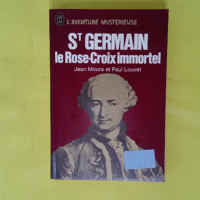 L'AVENTURE MYSTÉRIEUSE
Sᵀ GERMAIN
le Rose-Croix immortel
Jean Moura et Paul Louvet